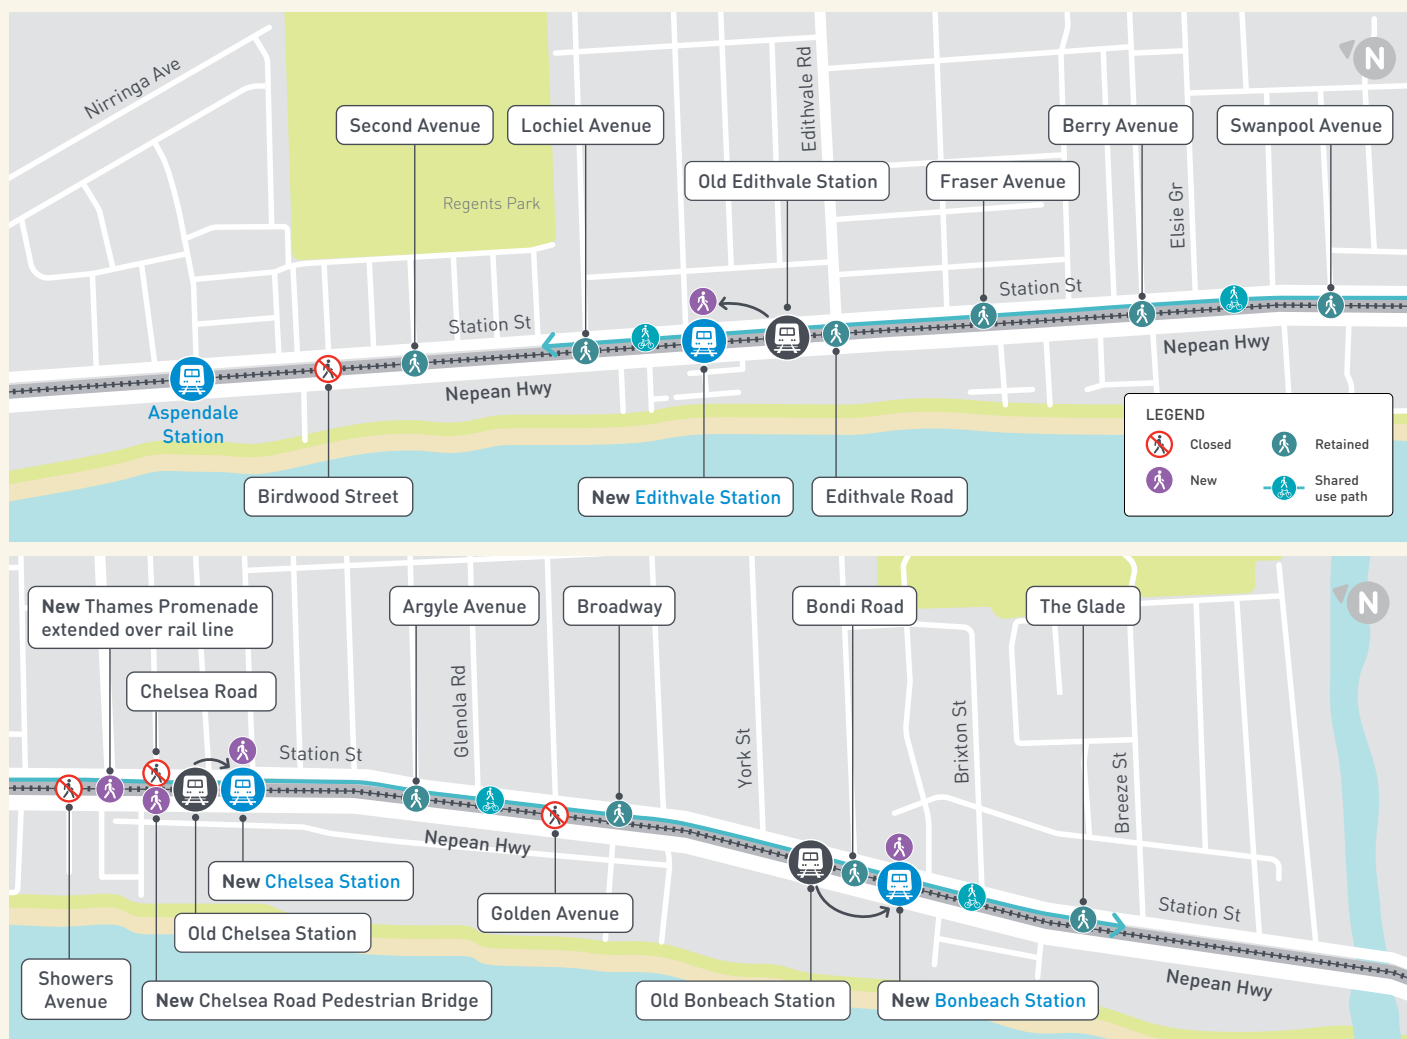 Nirringa Ave
Edithvale Rd
N
Second Avenue
Lochiel Avenue
Berry Avenue
Swanpool Avenue
Old Edithvale Station
Fraser Avenue
Regents Park
Elsie Gr
Station St
Station St
Nepean Hwy
Nepean Hwy
Aspendale
Station
Birdwood Street
New Edithvale Station
Edithvale Road
LEGEND
Closed
Retained
New
Shared
use path
New Thames Promenade
extended over rail line
Argyle Avenue
Broadway
Bondi Road
The Glade
N
Chelsea Road
Station St
Glenola Rd
York St
Brixton St
Breeze St
Nepean Hwy
New Chelsea Station
Golden Avenue
Old Chelsea Station
Station St
Showers
Avenue
New Chelsea Road Pedestrian Bridge
Old Bonbeach Station
New Bonbeach Station
Nepean Hwy